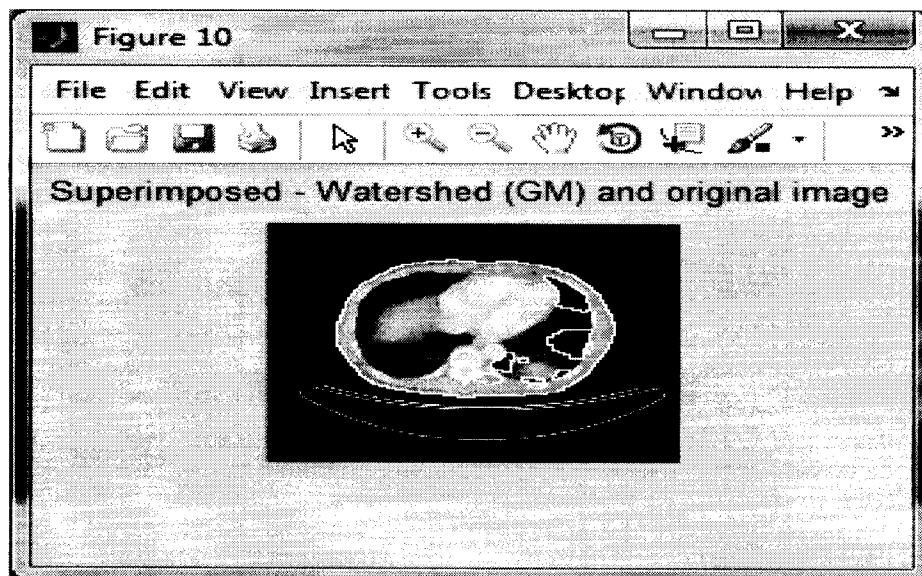 Figure 10
File Edit View Insert Tools Desktop Window Help
Superimposed - Watershed (GM) and original image